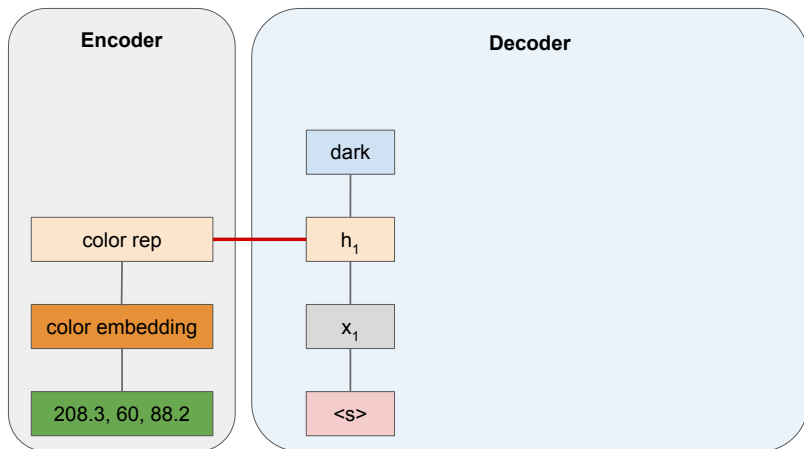 Encoder
Decoder
dark
color rep
h₁
color embedding
x₁
208.3, 60, 88.2
<s>